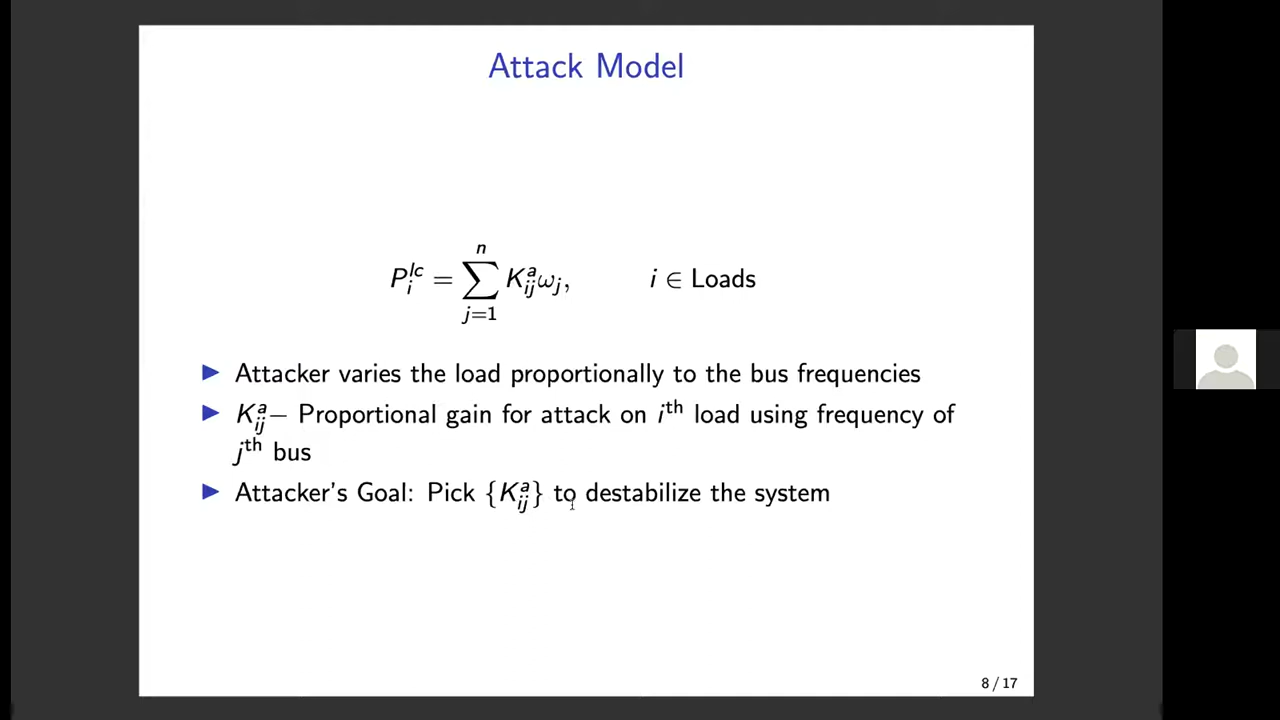 Attack Model
n
P_i^{lc} = ∑ K_{ij}^a ω_j, i ∈ Loads
j=1
▶ Attacker varies the load proportionally to the bus frequencies
▶ K_{ij}^a − Proportional gain for attack on i^{th} load using frequency of
j^{th} bus
▶ Attacker's Goal: Pick {K_{ij}^a} to destabilize the system
8 / 17